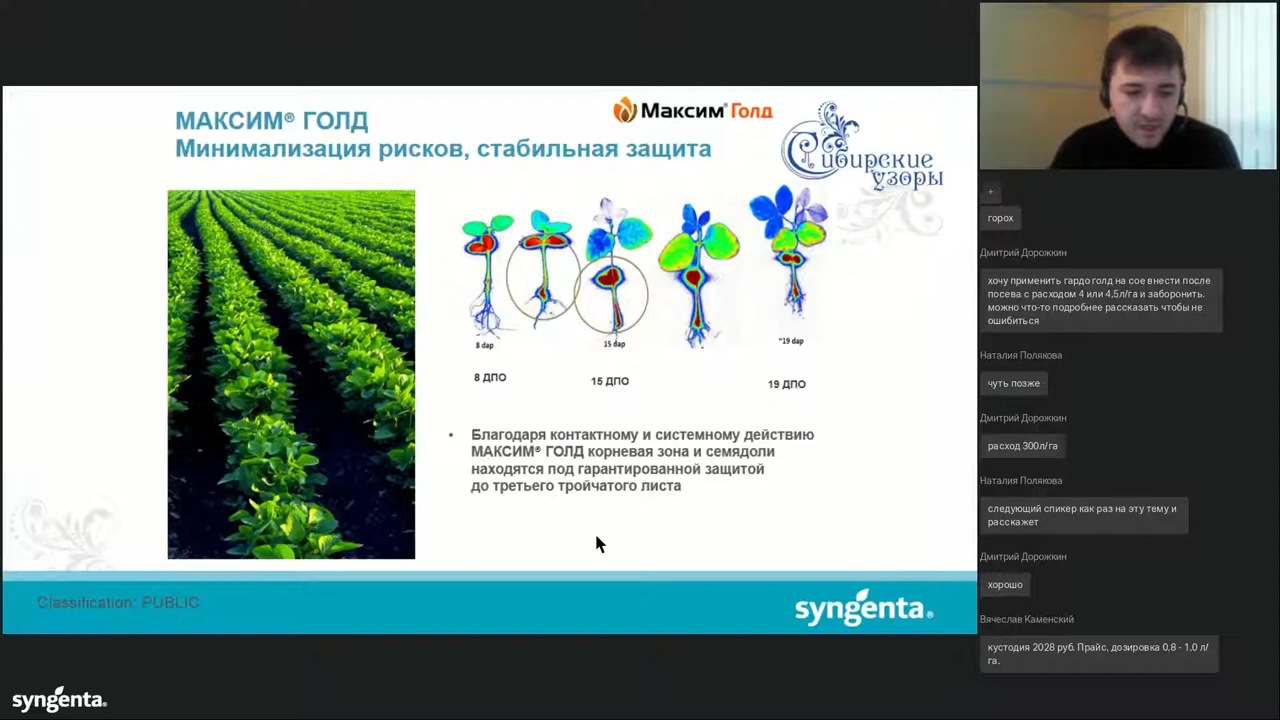 МАКСИМ® ГОЛД
Минимализация рисков, стабильная защита
Максим® Голд
Сибирские
узоры
8 dap
15 dap
~19 dap
8 ДПО
15 ДПО
19 ДПО
• Благодаря контактному и системному действию
МАКСИМ® ГОЛД корневая зона и семядоли
находятся под гарантированной защитой
до третьего тройчатого листа
Classification: PUBLIC
syngenta®
syngenta®
+
горох
Дмитрий Дорожкин
хочу применить гардо голд на сое внести после
посева с расходом 4 или 4.5л/га и заборонить.
можно что-то подробнее рассказать чтобы не
ошибиться
Наталия Полякова
чуть позже
Дмитрий Дорожкин
расход 300л/га
Наталия Полякова
следующий спикер как раз на эту тему и
расскажет
Дмитрий Дорожкин
хорошо
Вячеслав Каменский
кустодия 2028 руб. Прайс, дозировка 0,8 - 1,0 л/
га.